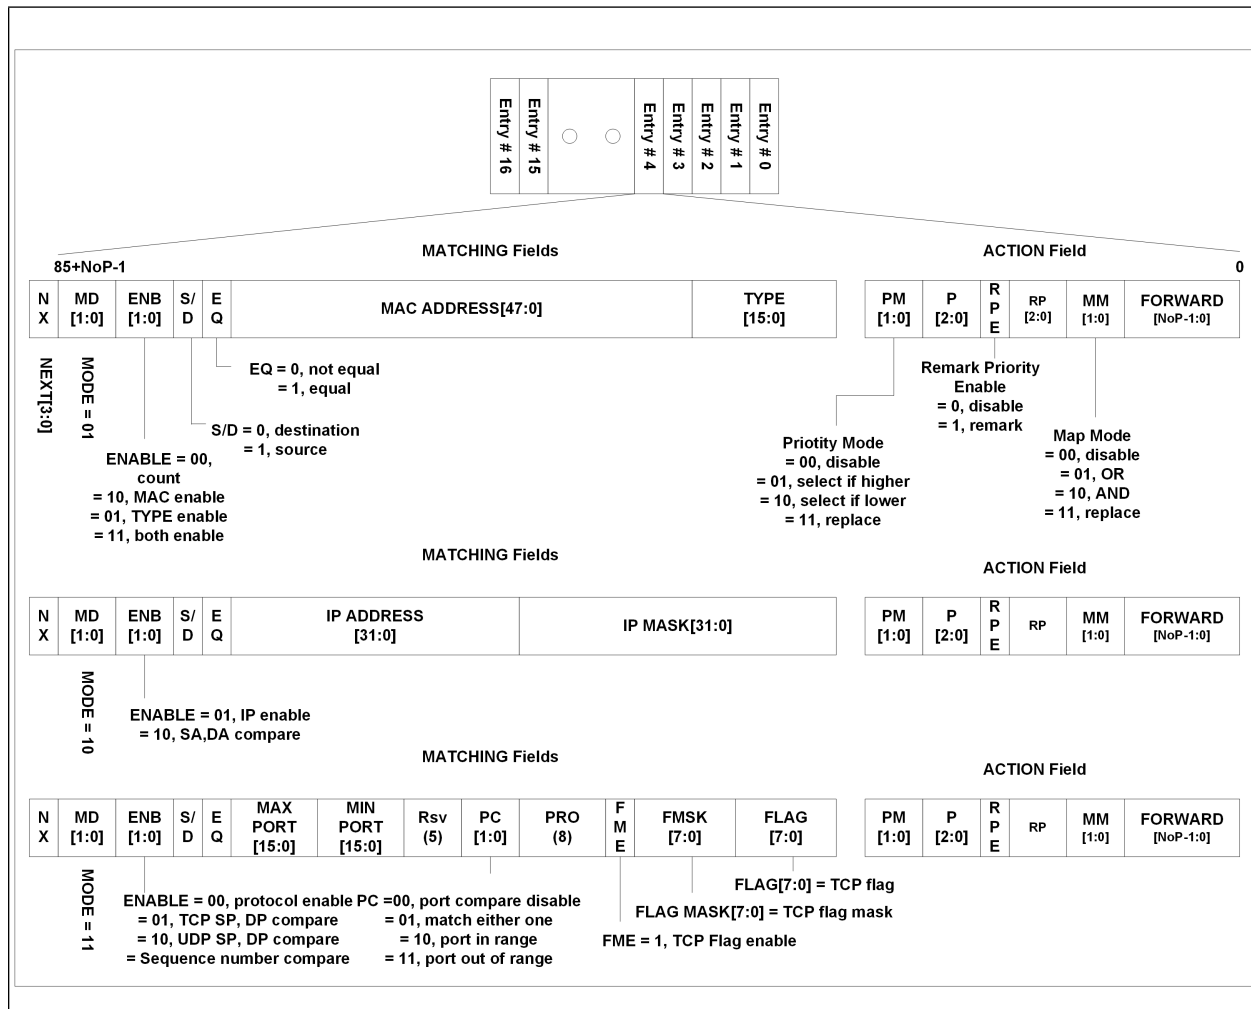 Entry # 16
Entry # 15
Entry # 4
Entry # 3
Entry # 2
Entry # 1
Entry # 0
MATCHING Fields
ACTION Field
85+NoP-1
0
N X
MD [1:0]
ENB [1:0]
S/ D
E Q
MAC ADDRESS[47:0]
TYPE [15:0]
PM [1:0]
P [2:0]
R P E
RP [2:0]
MM [1:0]
FORWARD [NoP-1:0]
NEXT[3:0]
MODE = 01
EQ = 0, not equal
= 1, equal
S/D = 0, destination
= 1, source
ENABLE = 00,
count
= 10, MAC enable
= 01, TYPE enable
= 11, both enable
Priotity Mode
= 00, disable
= 01, select if higher
= 10, select if lower
= 11, replace
Remark Priority
Enable
= 0, disable
= 1, remark
Map Mode
= 00, disable
= 01, OR
= 10, AND
= 11, replace
MATCHING Fields
ACTION Field
N X
MD [1:0]
ENB [1:0]
S/ D
E Q
IP ADDRESS [31:0]
IP MASK[31:0]
PM [1:0]
P [2:0]
R P E
RP
MM [1:0]
FORWARD [NoP-1:0]
MODE = 10
ENABLE = 01, IP enable
= 10, SA,DA compare
MATCHING Fields
ACTION Field
N X
MD [1:0]
ENB [1:0]
S/ D
E Q
MAX PORT [15:0]
MIN PORT [15:0]
Rsv (5)
PC [1:0]
PRO (8)
F M E
FMSK [7:0]
FLAG [7:0]
PM [1:0]
P [2:0]
R P E
RP
MM [1:0]
FORWARD [NoP-1:0]
MODE = 11
ENABLE = 00, protocol enable
= 01, TCP SP, DP compare
= 10, UDP SP, DP compare
= Sequence number compare
PC =00, port compare disable
= 01, match either one
= 10, port in range
= 11, port out of range
FLAG[7:0] = TCP flag
FLAG MASK[7:0] = TCP flag mask
FME = 1, TCP Flag enable